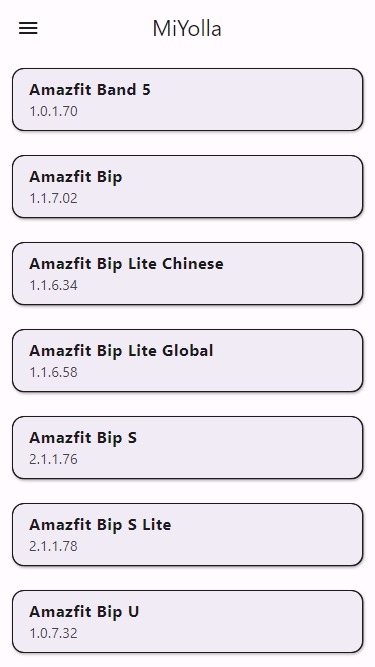 MiYolla
Amazfit Band 5
1.0.1.70
Amazfit Bip
1.1.7.02
Amazfit Bip Lite Chinese
1.1.6.34
Amazfit Bip Lite Global
1.1.6.58
Amazfit Bip S
2.1.1.76
Amazfit Bip S Lite
2.1.1.78
Amazfit Bip U
1.0.7.32